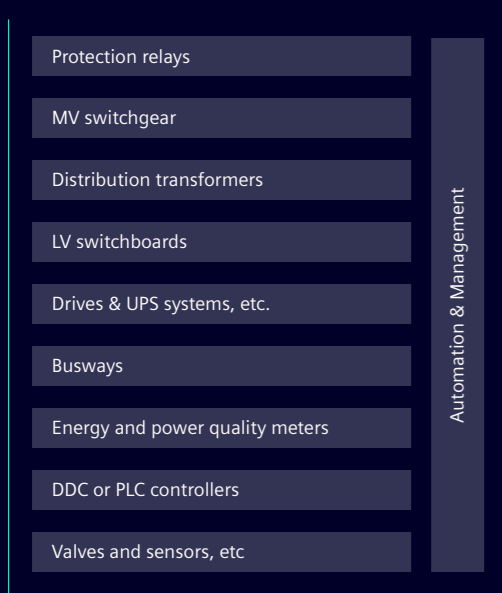 Protection relays
MV switchgear
Distribution transformers
LV switchboards
Drives & UPS systems, etc.
Busways
Energy and power quality meters
DDC or PLC controllers
Valves and sensors, etc
Automation & Management